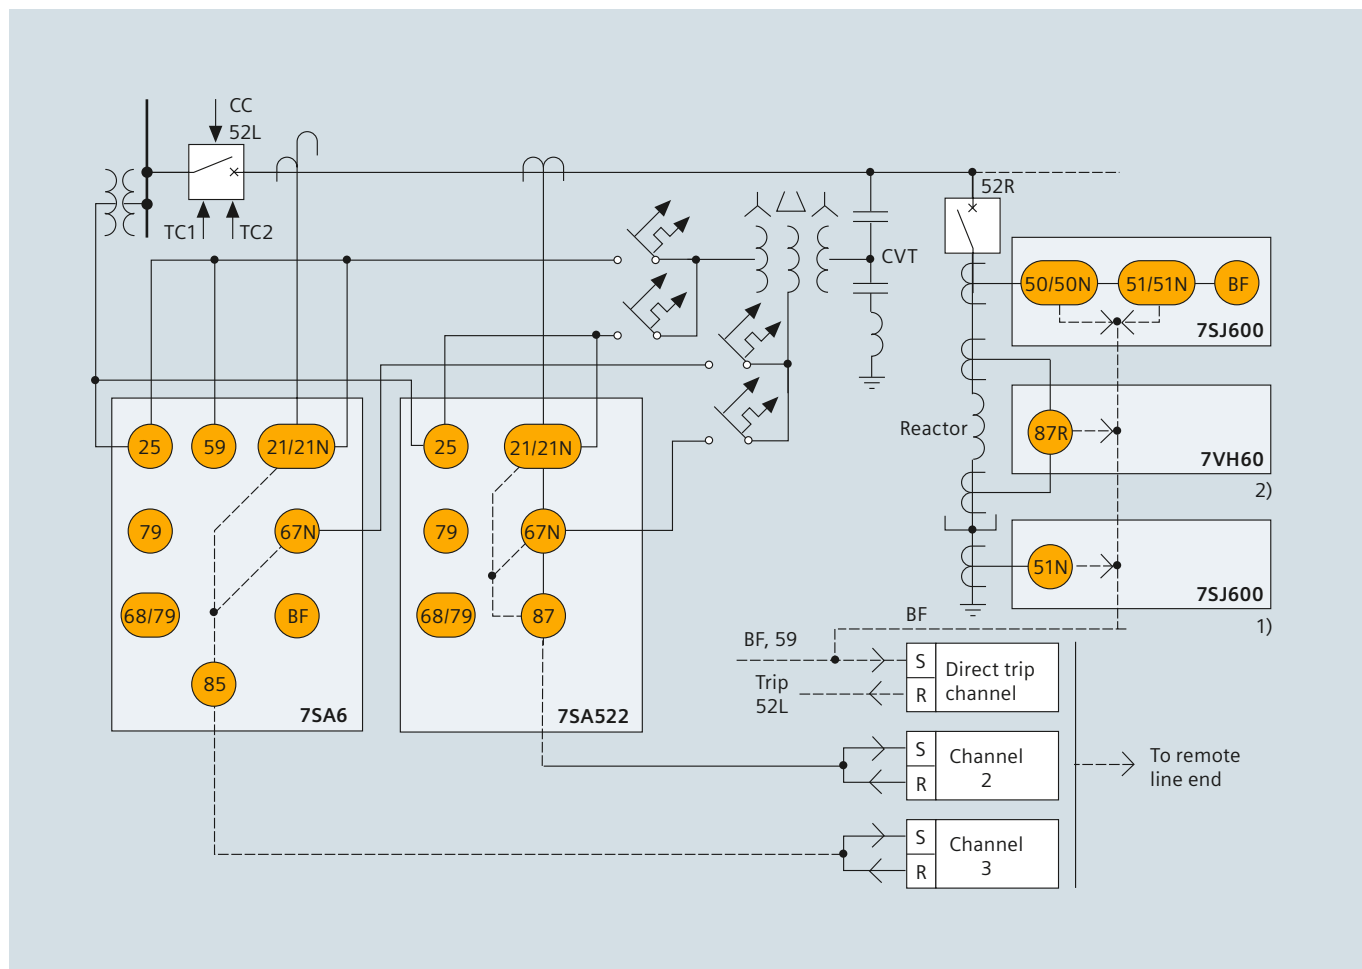 CC
52L
TC1
TC2
52R
CVT
50/50N
51/51N
BF
7SJ600
Reactor
87R
7VH60
2)
51N
7SJ600
1)
25
59
21/21N
79
67N
68/79
BF
85
7SA6
25
21/21N
79
67N
68/79
87
7SA522
BF
BF, 59
Trip
52L
S
R
Direct trip
channel
S
R
Channel
2
S
R
Channel
3
To remote
line end